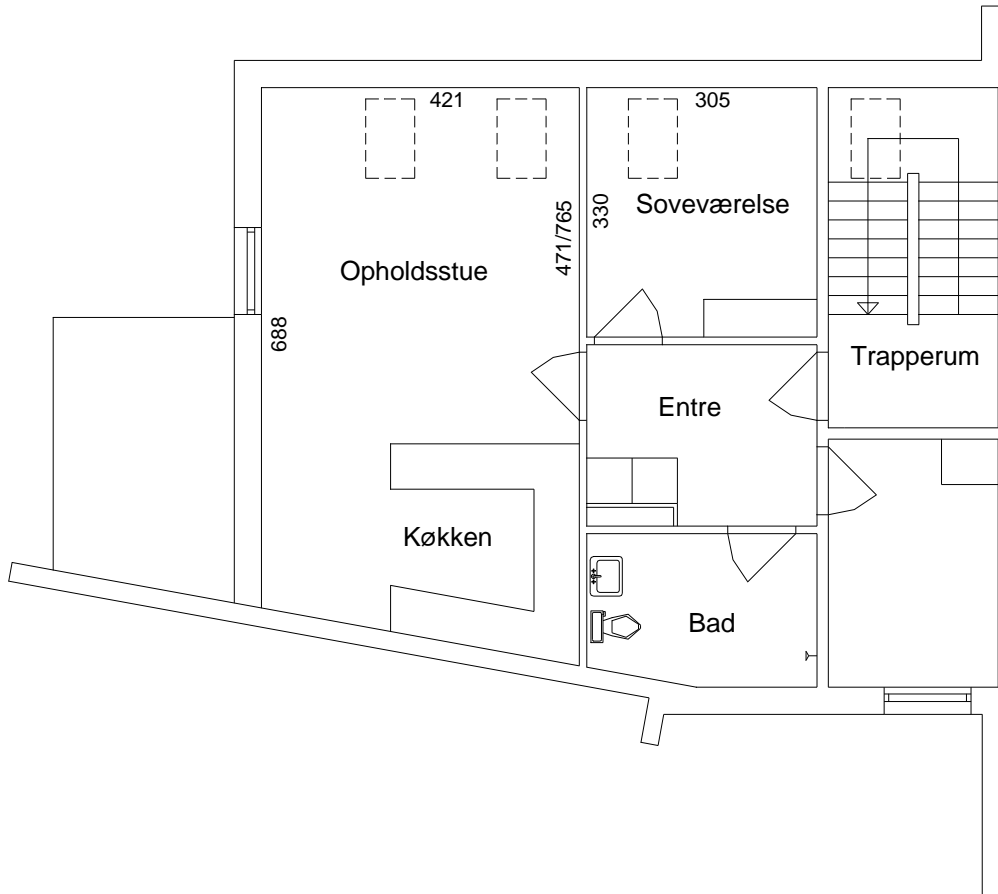 421
305
471/765
330
Soveværelse
Opholdsstue
688
Trapperum
Entre
Køkken
Bad